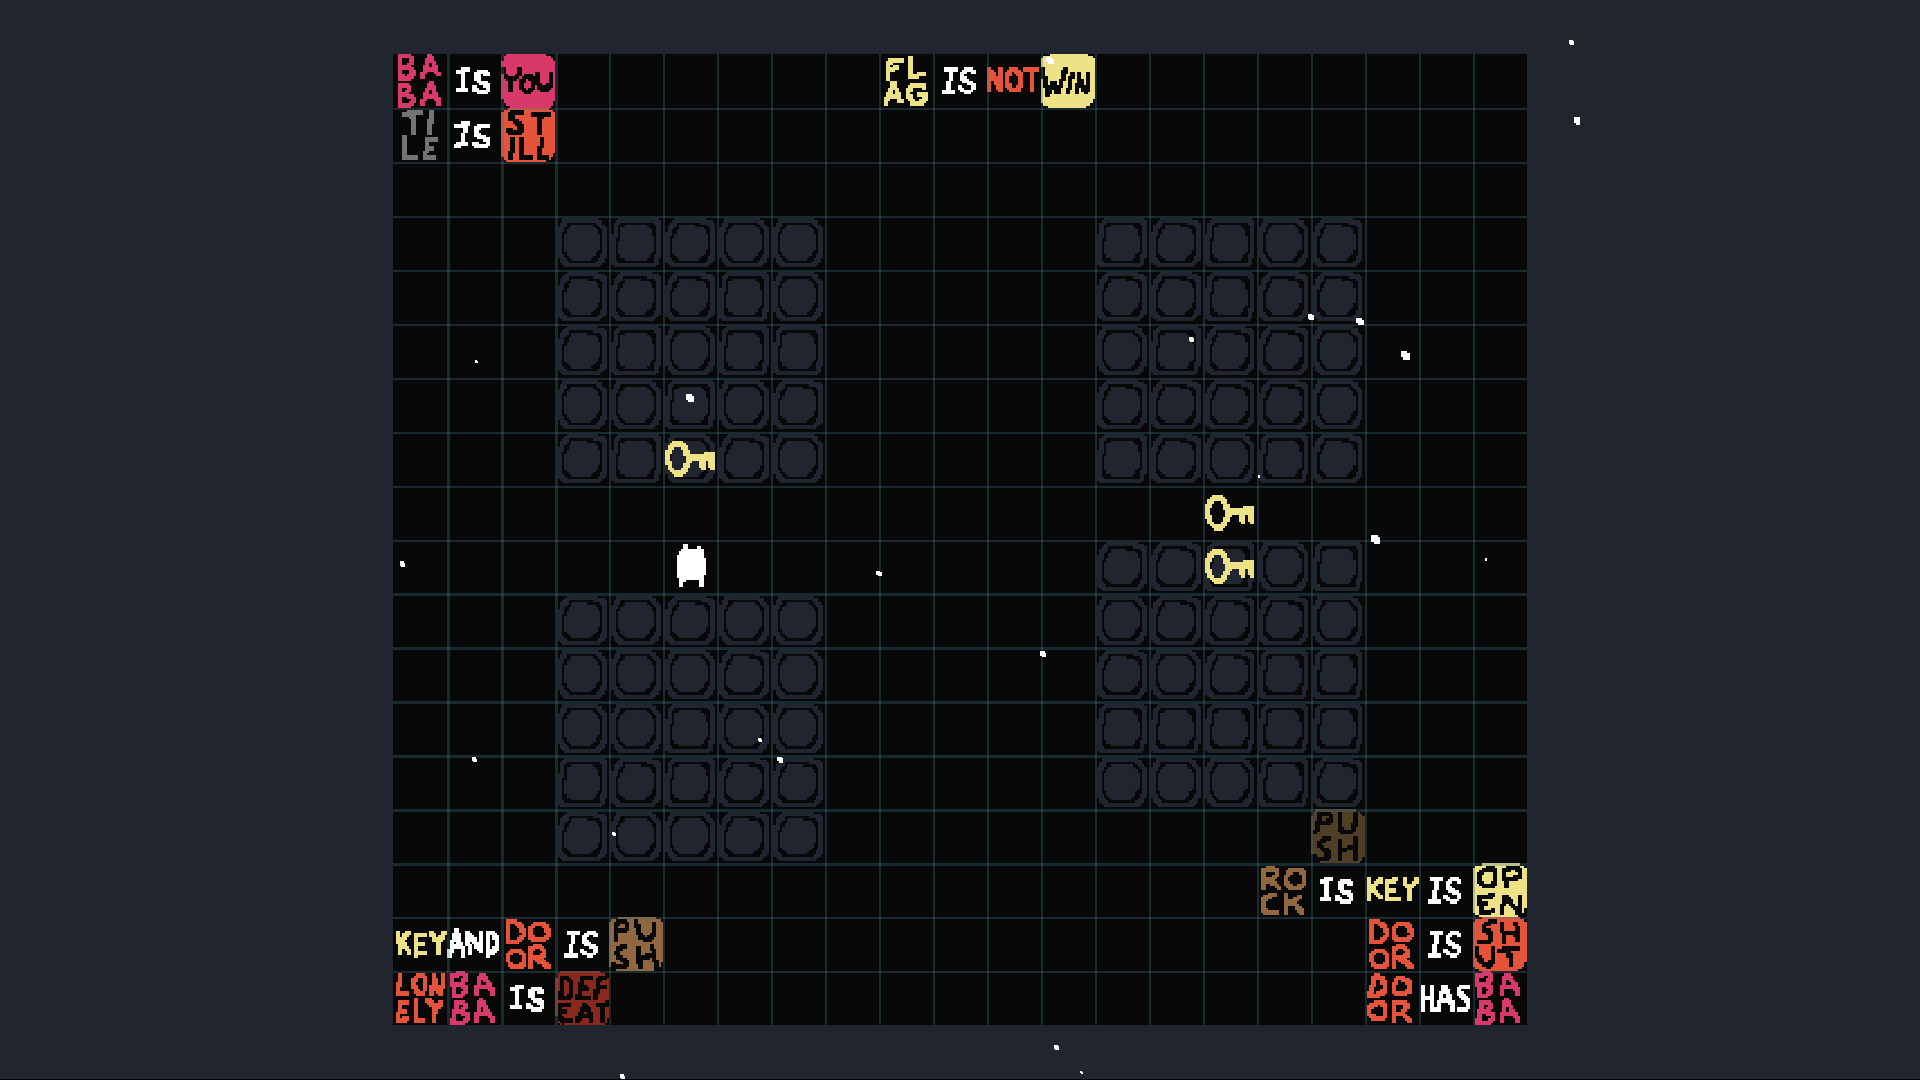 BABA IS YOU
FLAG IS NOT WIN
TILE IS STILL
PUSH
ROCK IS KEY IS OPEN
KEY AND DOOR IS PUSH
DOOR IS SHUT
LONELY BABA IS DEFEAT
DOOR HAS BABA